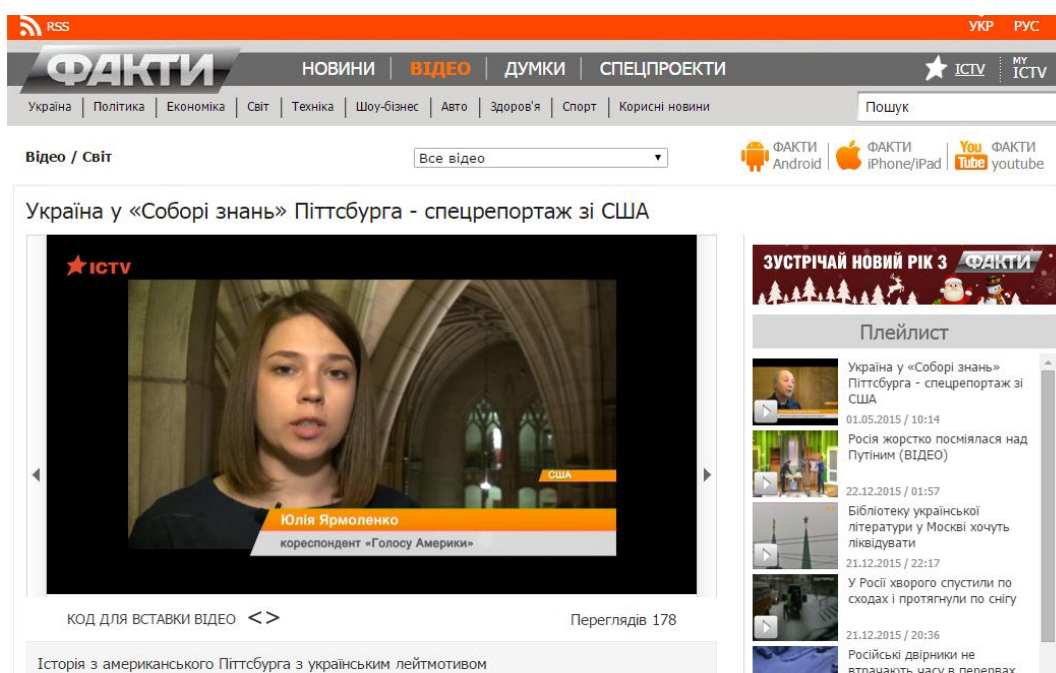 RSS
УКР РУС
ФАКТИ
НОВИНИ | ВІДЕО | ДУМКИ | СПЕЦПРОЕКТИ
ICTV
MY ICTV
Україна | Політика | Економіка | Світ | Техніка | Шоу-бізнес | Авто | Здоров'я | Спорт | Корисні новини
Пошук
Відео / Світ
Все відео
ФАКТИ Android
ФАКТИ iPhone/iPad
You Tube ФАКТИ youtube
Україна у «Соборі знань» Піттсбурга - спецрепортаж зі США
ICTV
США
Юлія Ярмоленко
кореспондент «Голосу Америки»
КОД ДЛЯ ВСТАВКИ ВІДЕО <>
Переглядів 178
Історія з американського Піттсбурга з українським лейтмотивом
ЗУСТРІЧАЙ НОВИЙ РІК З ФАКТИ
Плейлист
Україна у «Соборі знань»
Піттсбурга - спецрепортаж зі
США
01.05.2015 / 10:14
Росія жорстко посміялася над
Путіним (ВІДЕО)
22.12.2015 / 01:57
Бібліотеку української
літератури у Москві хочуть
ліквідувати
21.12.2015 / 22:17
У Росії хворого спустили по
сходах і протягнули по снігу
21.12.2015 / 20:36
Російські двірники не
втрачають часу в перервах